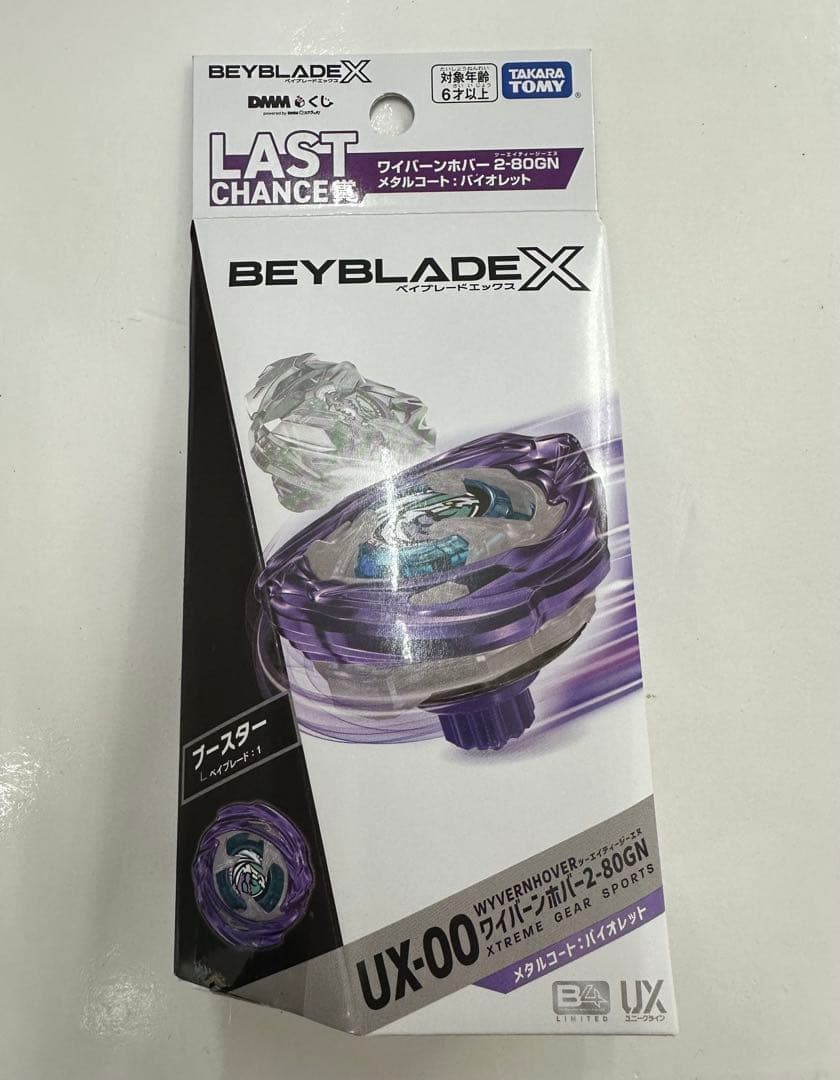 BEYBLADE X
ベイブレードエックス
たいしょうねんれい
対象年齢
さい いじょう
6才以上
TAKARA
TOMY
®
DMM くじ
LAST
CHANCE賞
ツーエイティージーエヌ
ワイバーンホバー 2-80GN
メタルコート:バイオレット
BEYBLADE X
ベイブレードエックス
ブースター
ベイブレード:1
UX-00
WYVERNHOVER ツーエイティージーエヌ
ワイバーンホバー2-80GN
XTREME GEAR SPORTS
メタルコート:バイオレット
B4
LIMITED
UX
ユニークライン